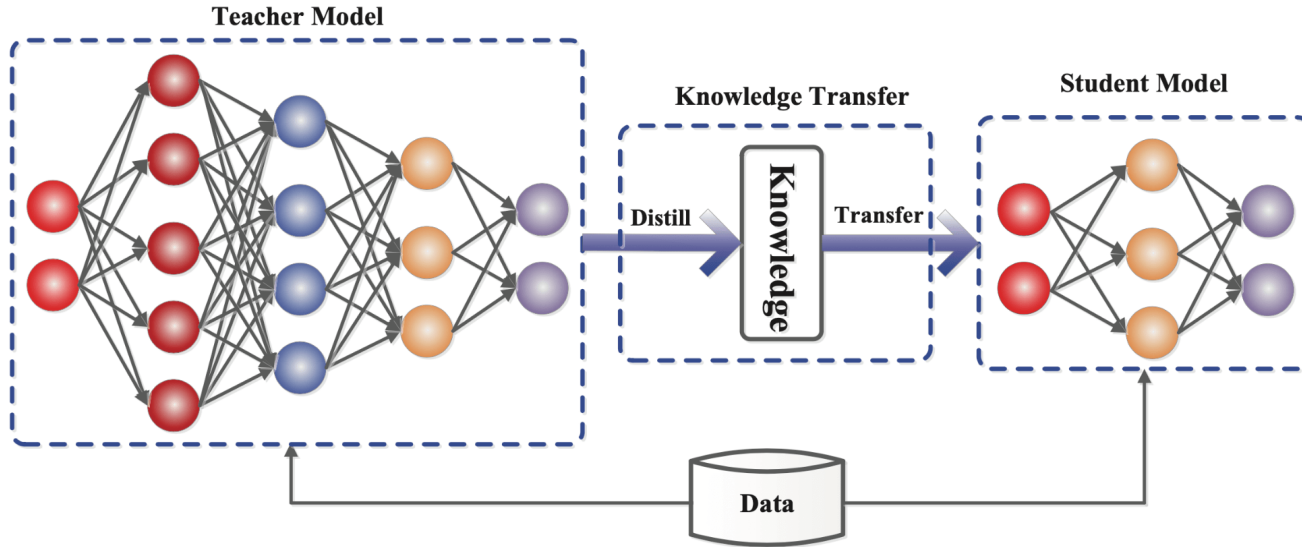 Teacher Model
Knowledge Transfer
Student Model
Distill
Knowledge
Transfer
Data